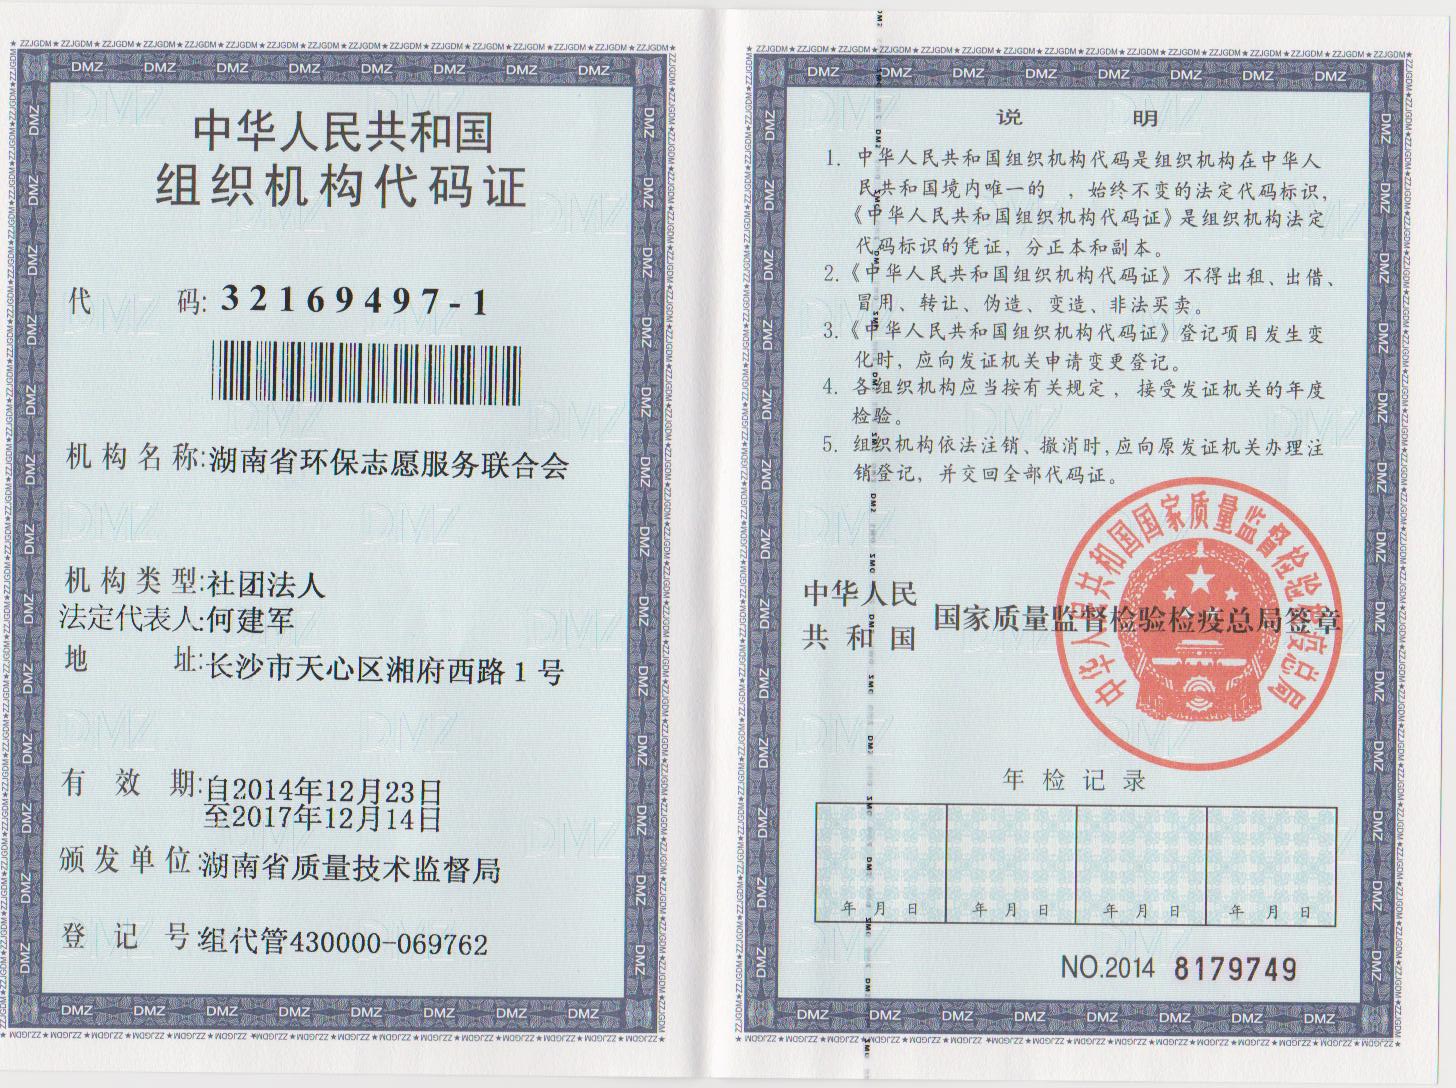 中华人民共和国
组织机构代码证
代 码: 32169497-1
机构名称: 湖南省环保志愿服务联合会
机构类型: 社团法人
法定代表人: 何建军
地 址: 长沙市天心区湘府西路1号
有 效 期: 自2014年12月23日
至2017年12月14日
颁发单位: 湖南省质量技术监督局
登 记 号: 组代管430000-069762
说 明
1. 中华人民共和国组织机构代码是组织机构在中华人
民共和国境内唯一的 ,始终不变的法定代码标识,
《中华人民共和国组织机构代码证》是组织机构法定
代码标识的凭证,分正本和副本。
2.《中华人民共和国组织机构代码证》不得出租、出借、
冒用、转让、伪造、变造、非法买卖。
3.《中华人民共和国组织机构代码证》登记项目发生变
化时,应向发证机关申请变更登记。
4. 各组织机构应当按有关规定,接受发证机关的年度
检验。
5. 组织机构依法注销、撤消时,应向原发证机关办理注
销登记,并交回全部代码证。
中华人民共和国国家质量监督检验检疫总局
中华人民
共和国
国家质量监督检验检疫总局签章
年检记录
年 月 日 年 月 日 年 月 日 年 月 日
NO.2014 8179749